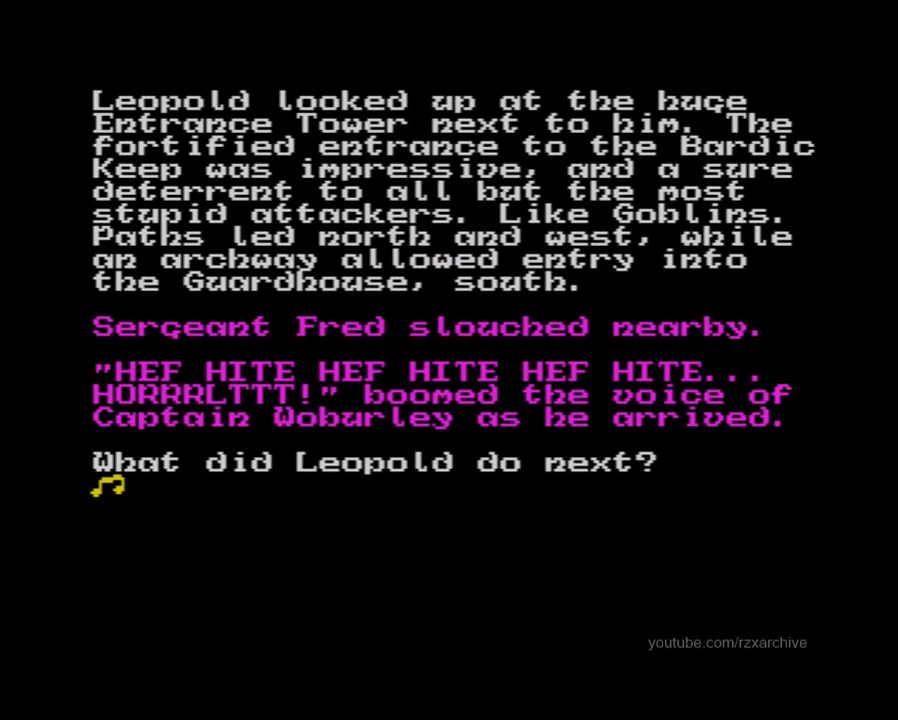 Leopold looked up at the huge
Entrance Tower next to him. The
fortified entrance to the Bardic
Keep was impressive, and a sure
deterrent to all but the most
stupid attackers. Like Goblins.
Paths led north and west, while
an archway allowed entry into
the Guardhouse, south.
Sergeant Fred slouched nearby.
"HEF HITE HEF HITE HEF HITE...
HORRRLTTT!" boomed the voice of
Captain Woburley as he arrived.
What did Leopold do next?
youtube.com/rzxarchive